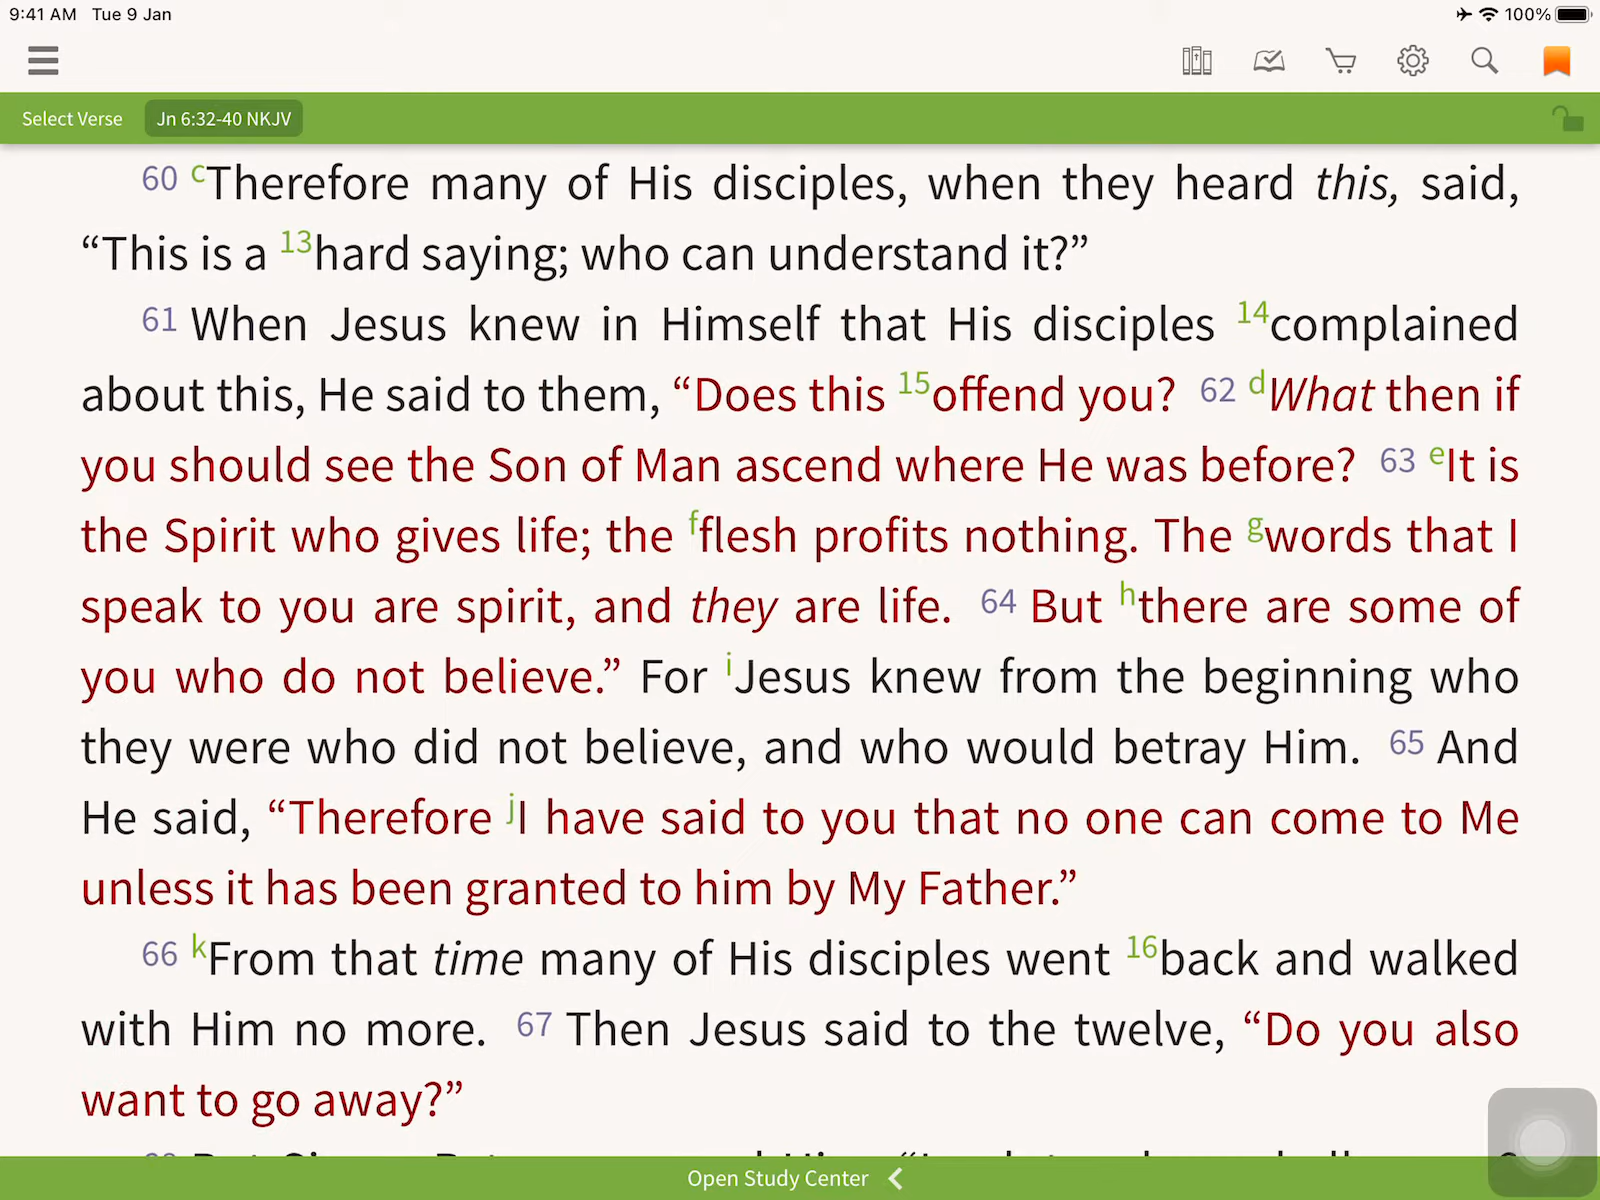 9:41 AM Tue 9 Jan 100%
Select Verse Jn 6:32-40 NKJV
60 cTherefore many of His disciples, when they heard this, said,
“This is a 13hard saying; who can understand it?”
61 When Jesus knew in Himself that His disciples 14complained
about this, He said to them, “Does this 15offend you? 62 dWhat then if
you should see the Son of Man ascend where He was before? 63 eIt is
the Spirit who gives life; the fflesh profits nothing. The gwords that I
speak to you are spirit, and they are life. 64 But hthere are some of
you who do not believe.” For iJesus knew from the beginning who
they were who did not believe, and who would betray Him. 65 And
He said, “Therefore jI have said to you that no one can come to Me
unless it has been granted to him by My Father.”
66 kFrom that time many of His disciples went 16back and walked
with Him no more. 67 Then Jesus said to the twelve, “Do you also
want to go away?”
Open Study Center